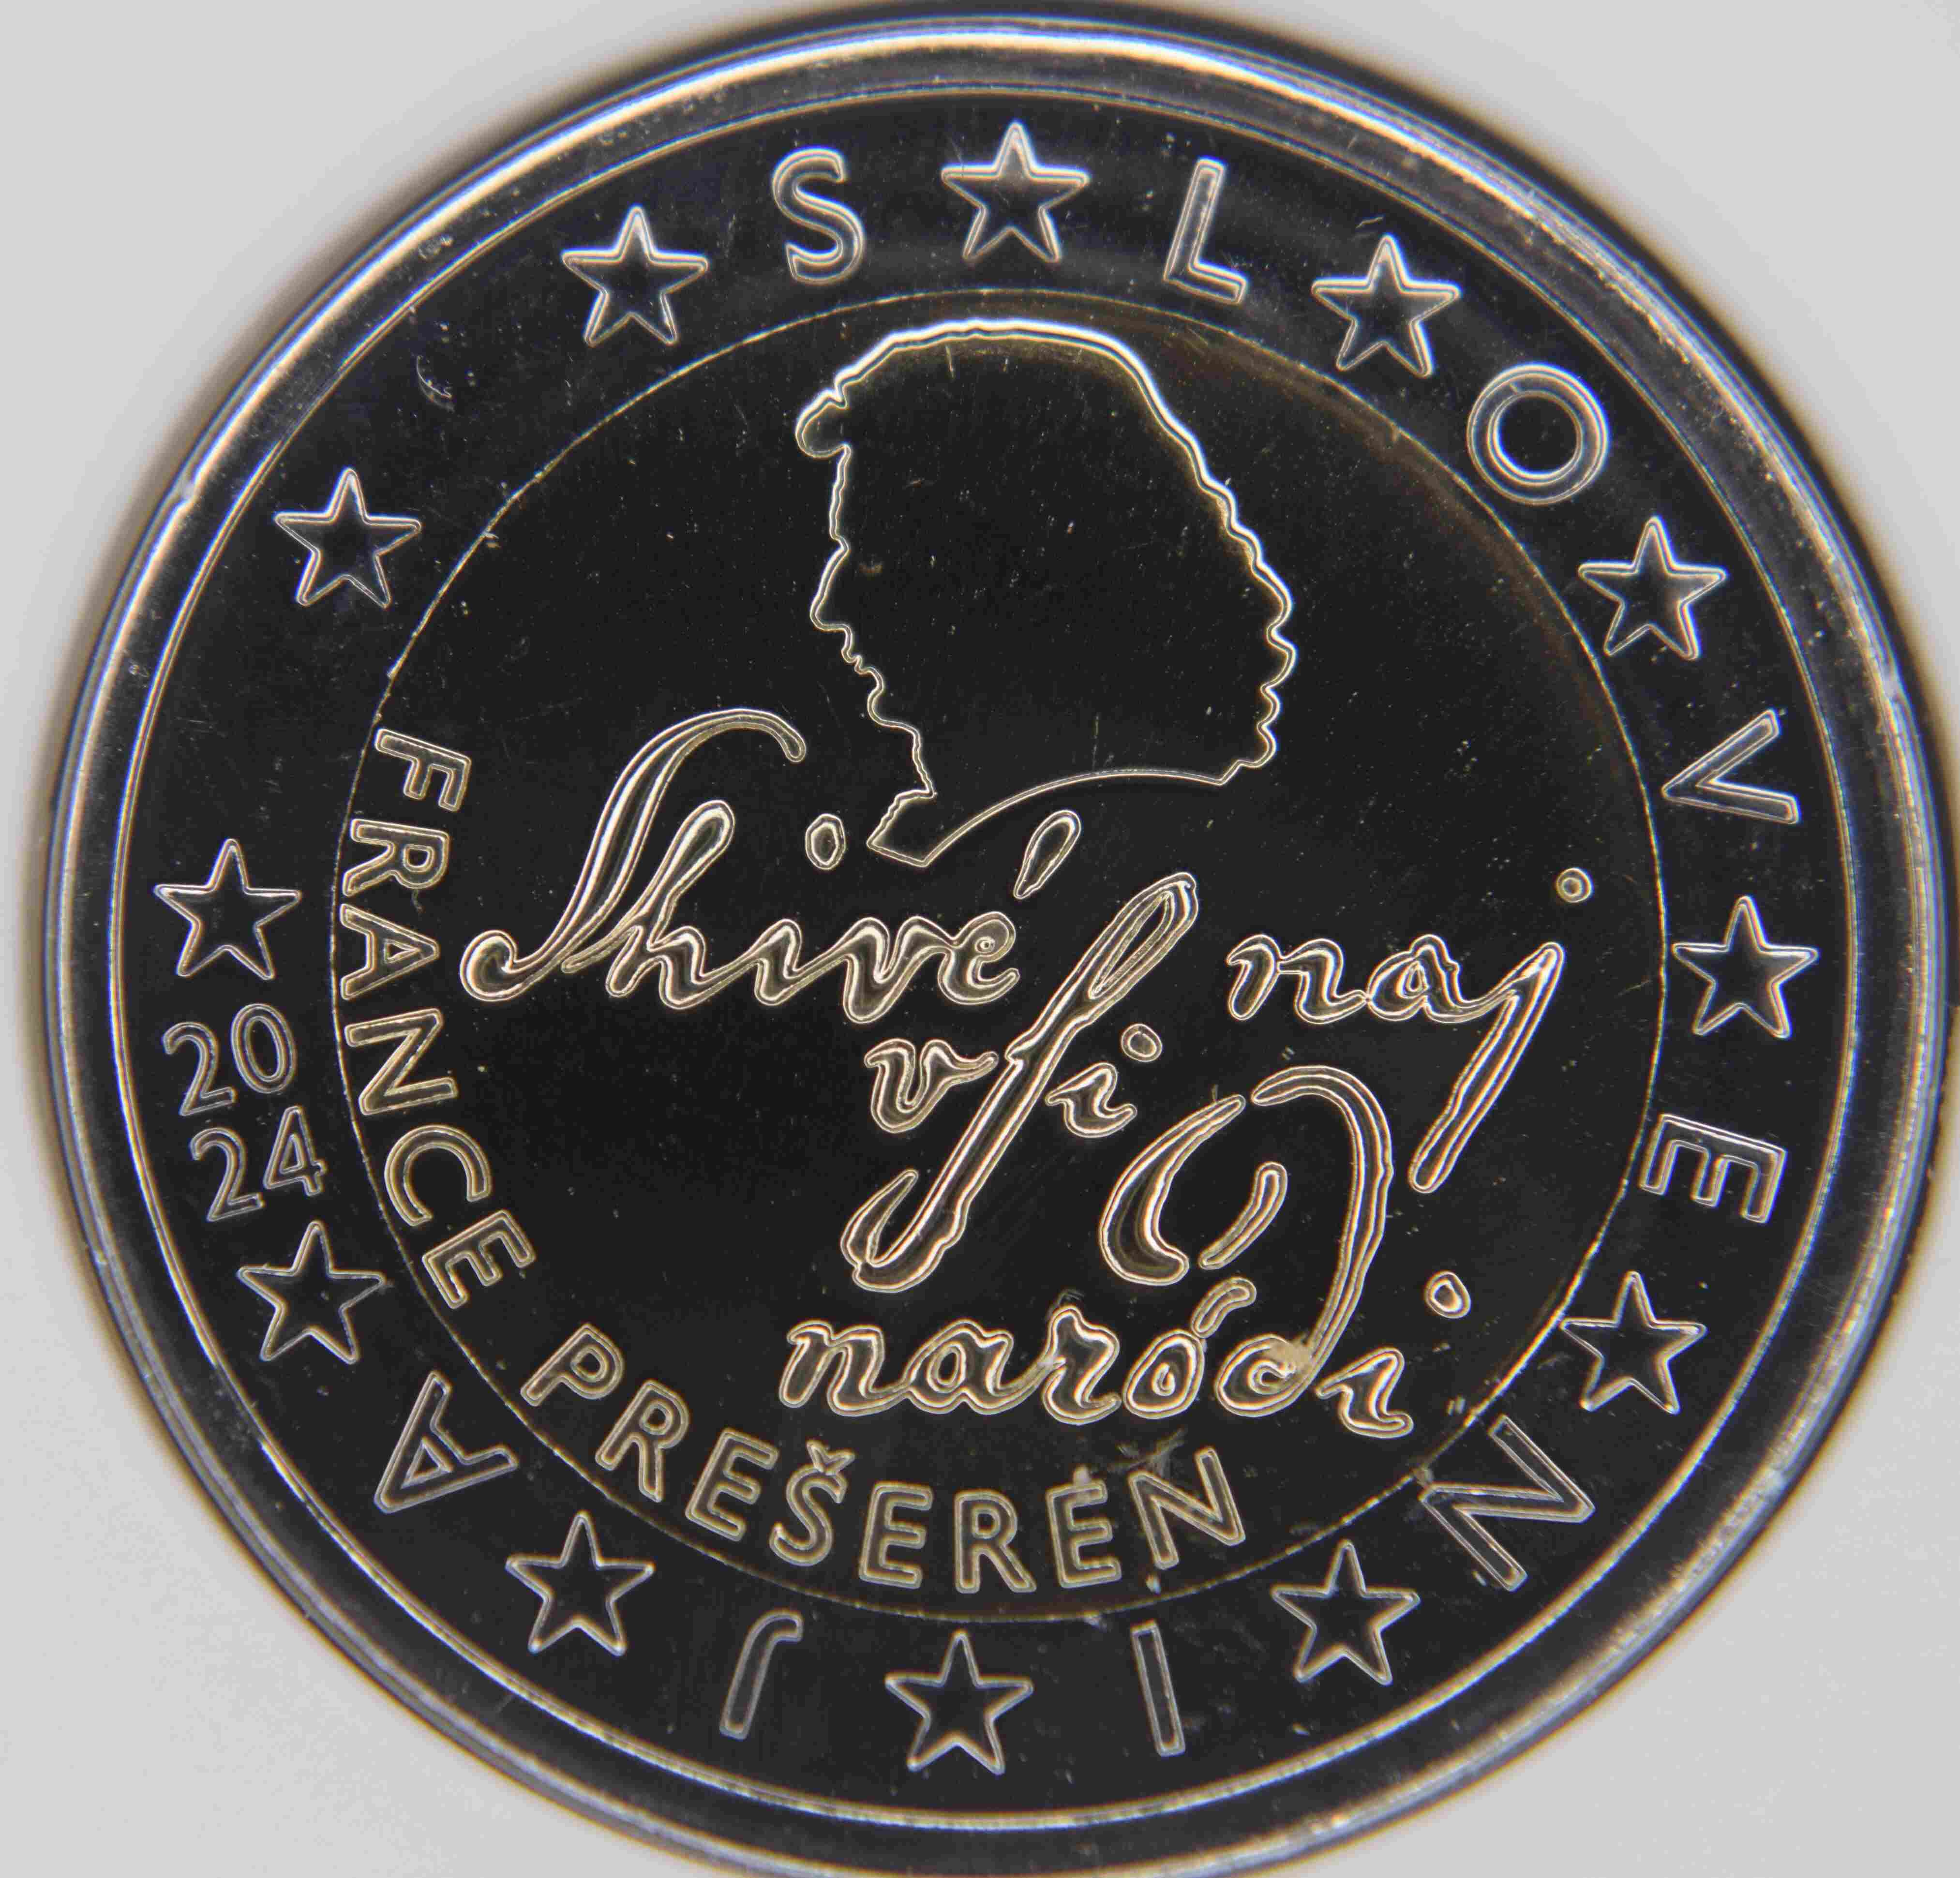 SLOVENIJA
2024
FRANCE PREŠEREN
Shivé naj
vſi
naródi